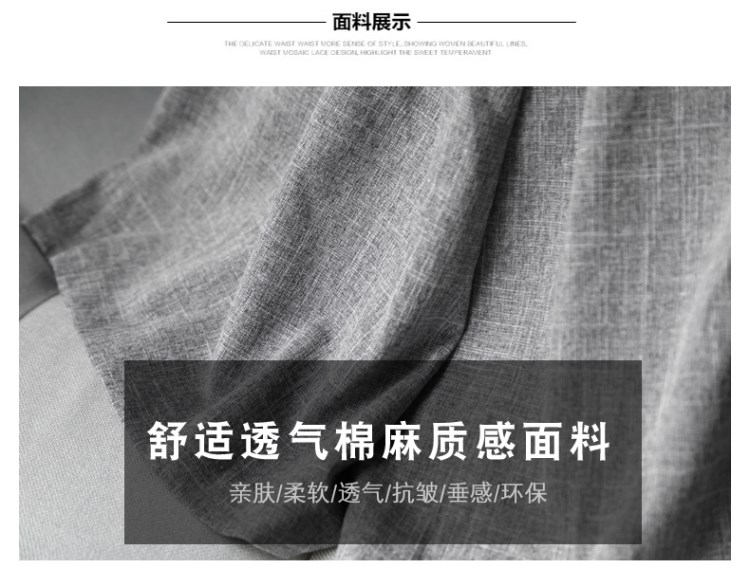 面料展示
THE DELICATE WAIST WAIST MORE SENSE OF STYLE, SHOWING WOMEN BEAUTIFUL LINES,
WAIST MOSAIC LACE DESIGN, HIGHLIGHT THE SWEET TEMPERAMENT
舒适透气棉麻质感面料
亲肤/柔软/透气/抗皱/垂感/环保